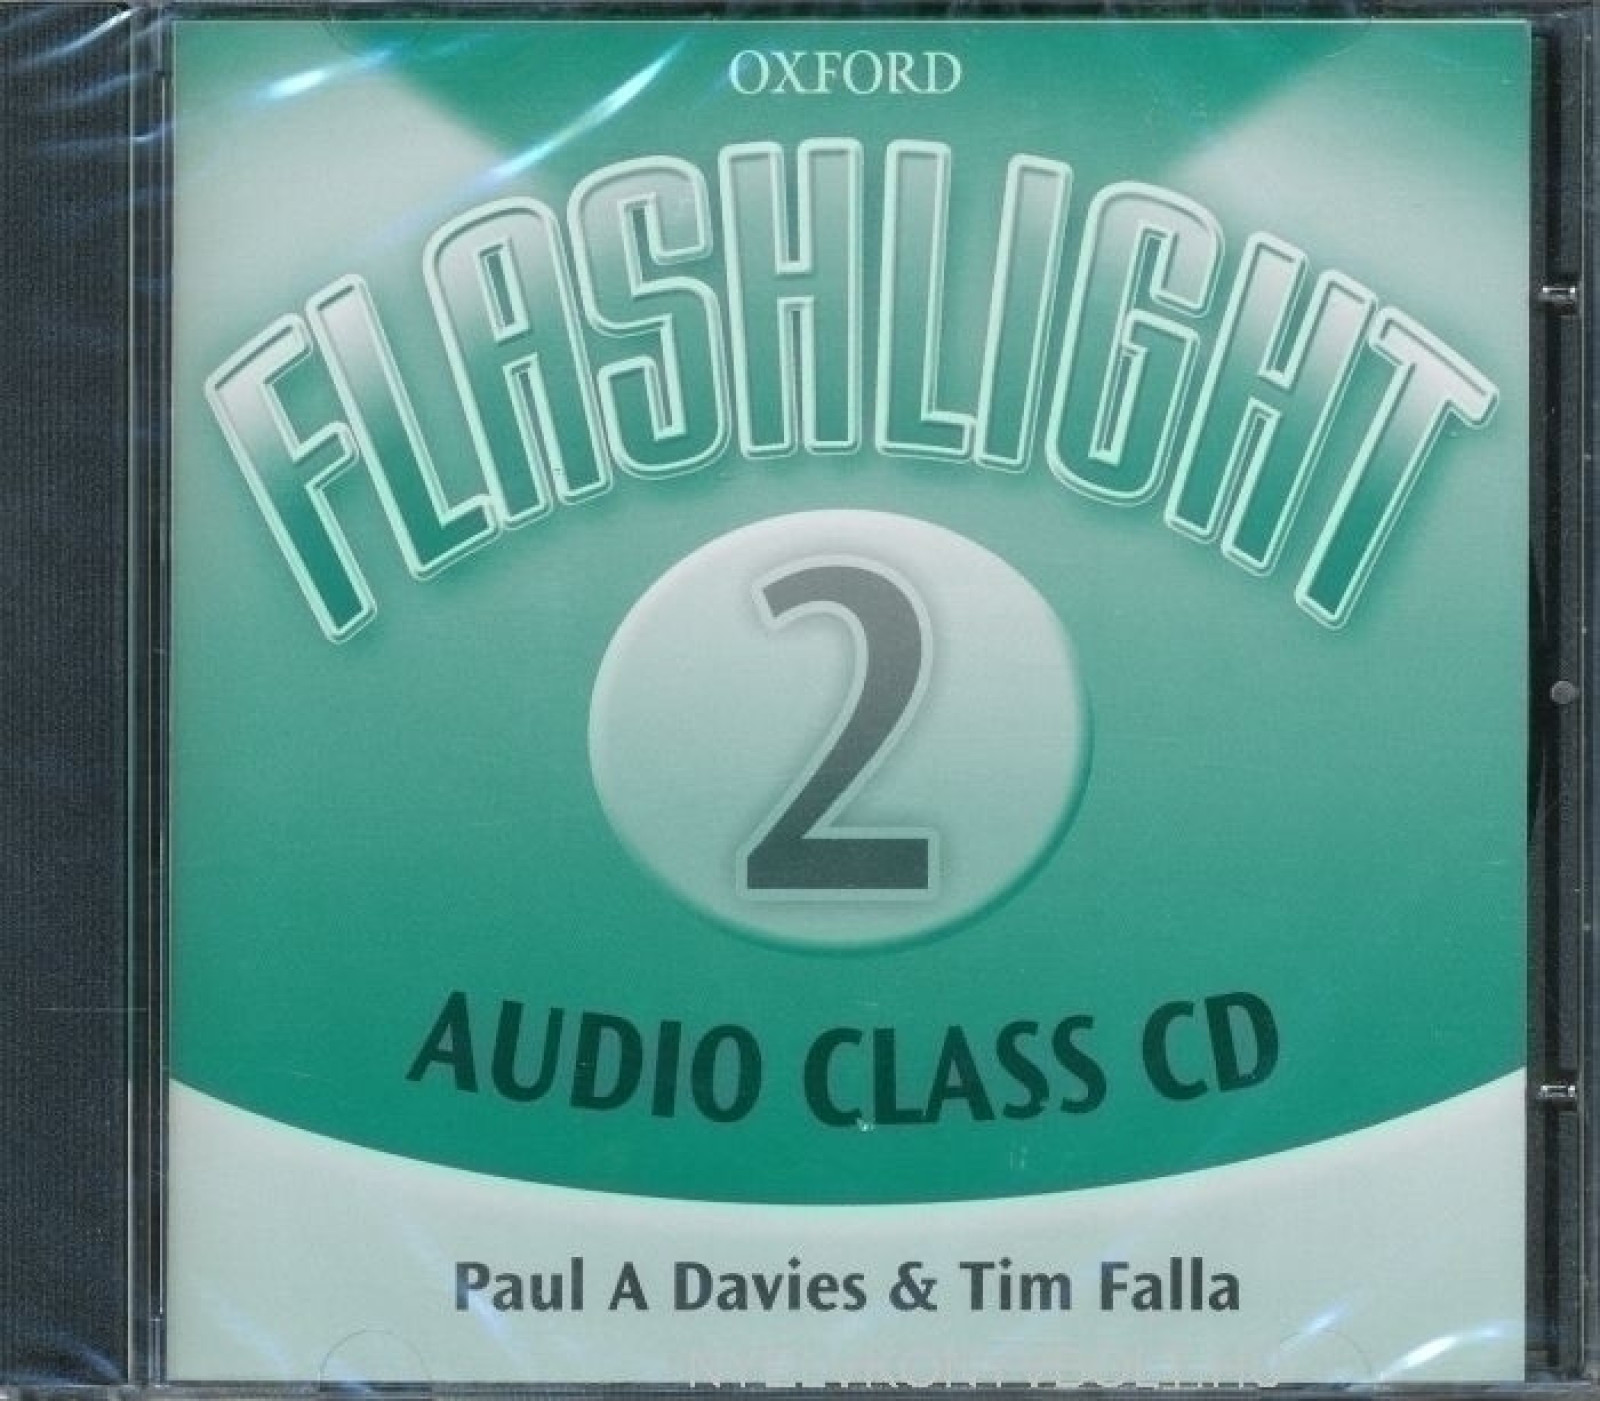 OXFORD
FLASHLIGHT
2
AUDIO CLASS CD
Paul A Davies & Tim Falla